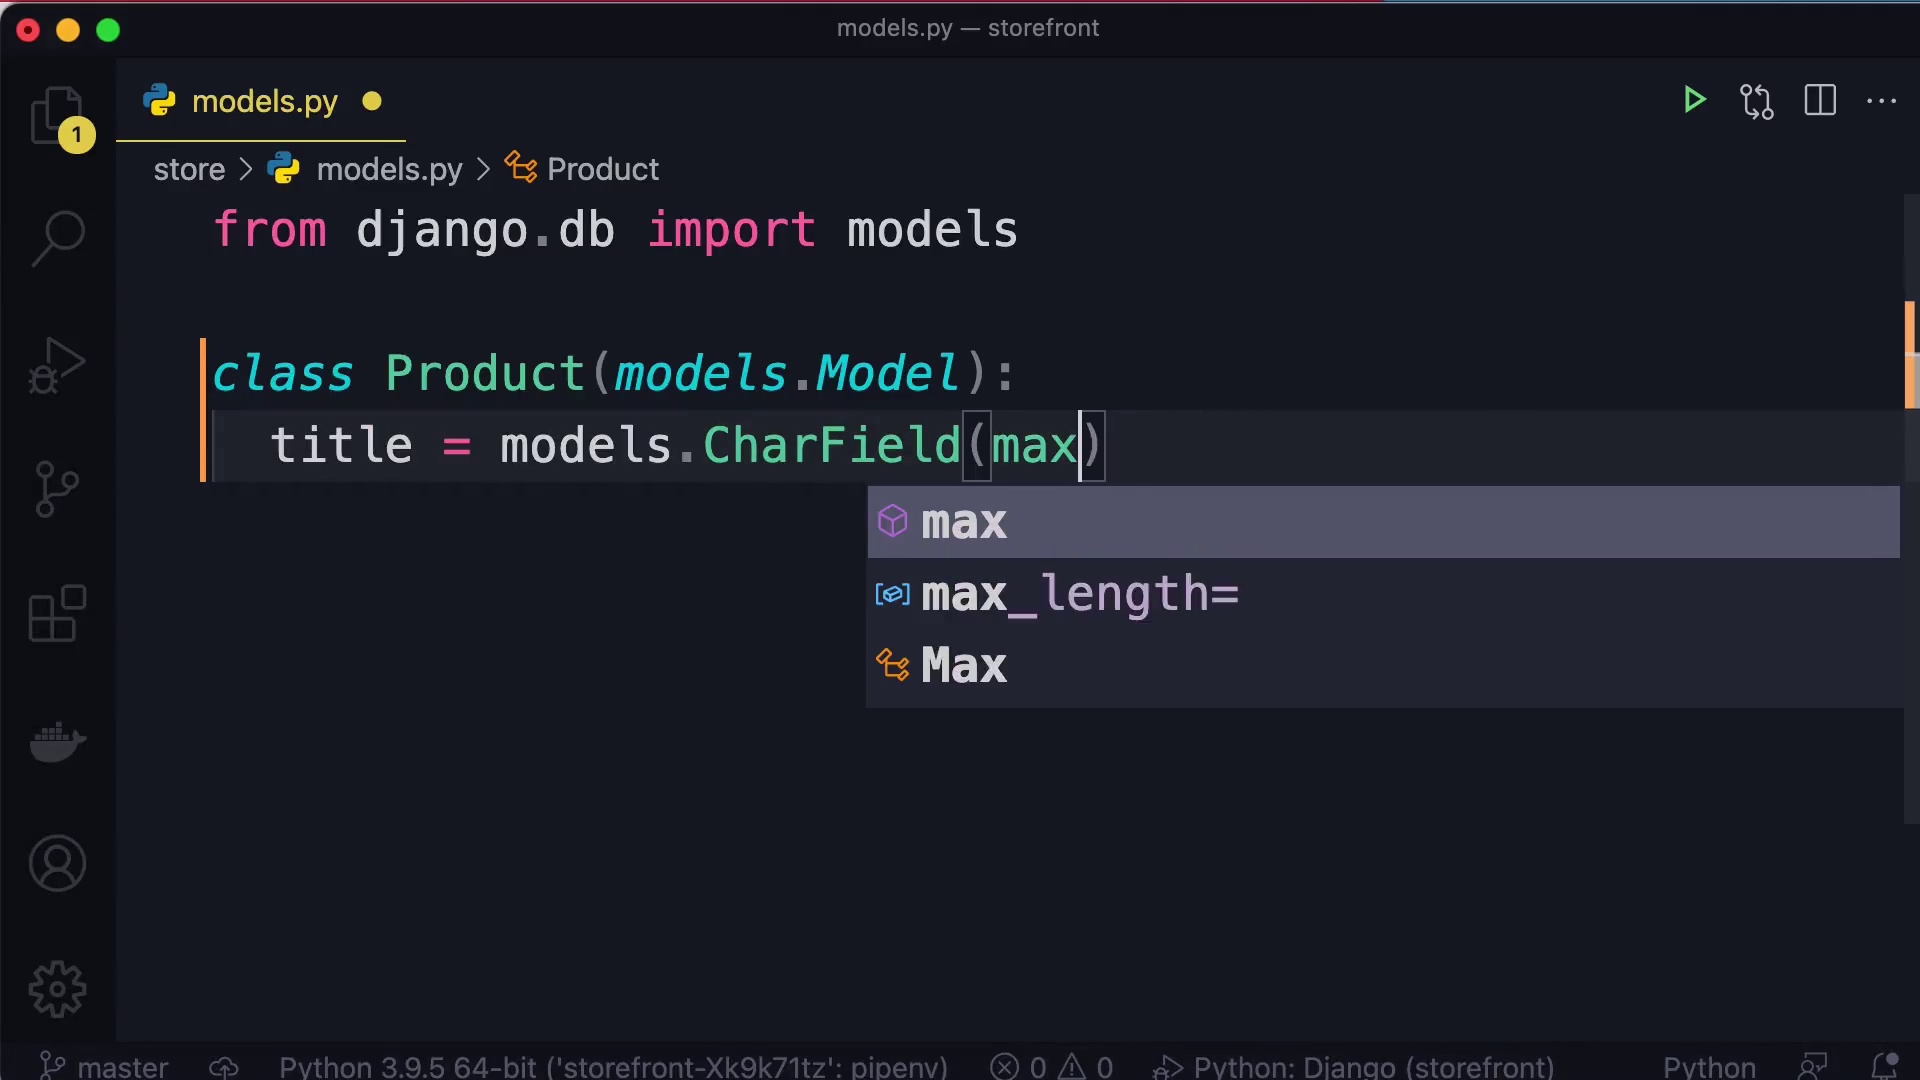 models.py — storefront
models.py
1
store > models.py > Product
from django.db import models
class Product(models.Model):
title = models.CharField(max)
max
max_length=
Max
master Python 3.9.5 64-bit ('storefront-Xk9k71tz': pipenv) 0 0 Python: Django (storefront) Python